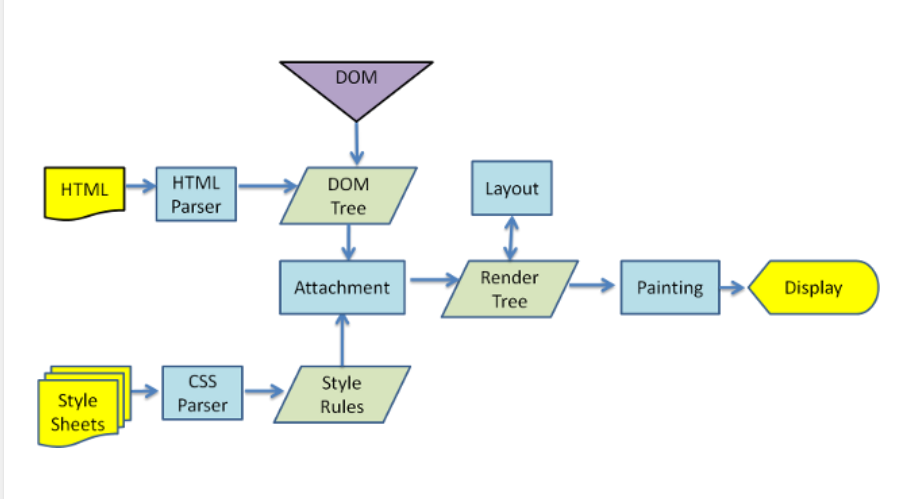 DOM
HTML
HTML
Parser
DOM
Tree
Layout
Attachment
Render
Tree
Painting
Display
Style
Sheets
CSS
Parser
Style
Rules